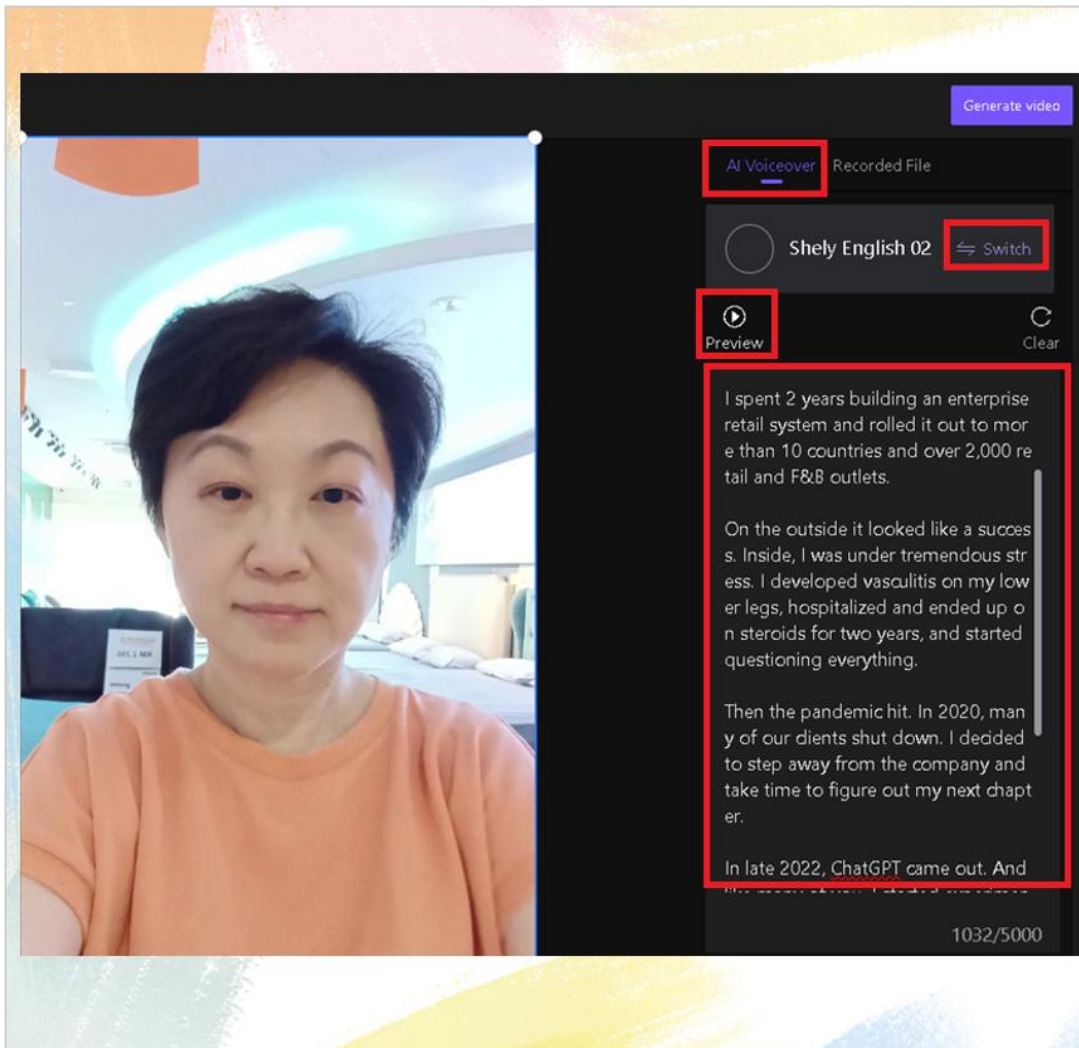 Generate video
AI Voiceover Recorded File
Shely English 02 Switch
Preview Clear
I spent 2 years building an enterprise
retail system and rolled it out to mor
e than 10 countries and over 2,000 re
tail and F&B outlets.
On the outside it looked like a succes
s. Inside, I was under tremendous str
ess. I developed vasculitis on my low
er legs, hospitalized and ended up o
n steroids for two years, and started
questioning everything.
Then the pandemic hit. In 2020, man
y of our clients shut down. I decided
to step away from the company and
take time to figure out my next chapt
er.
In late 2022, ChatGPT came out. And
1032/5000